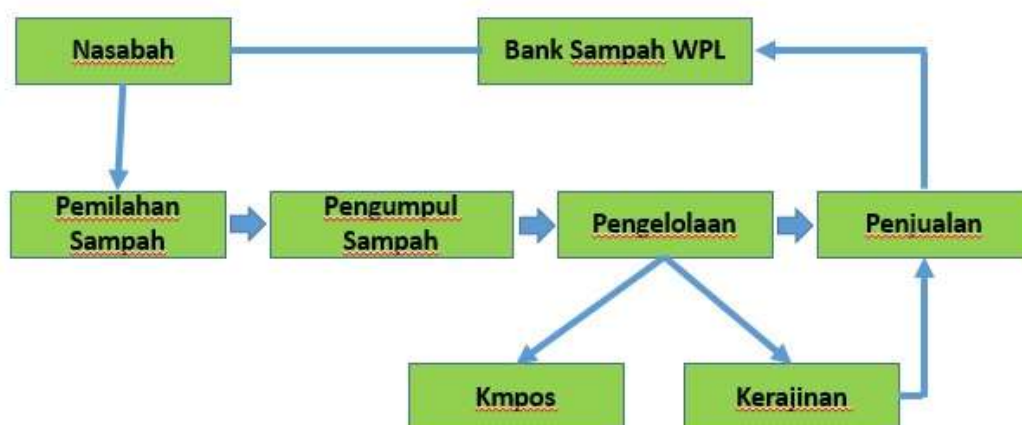 Nasabah
Bank Sampah WPL
Pemilahan
Sampah
Pengumpul
Sampah
Pengelolaan
Penjualan
Kmpos
Kerajinan